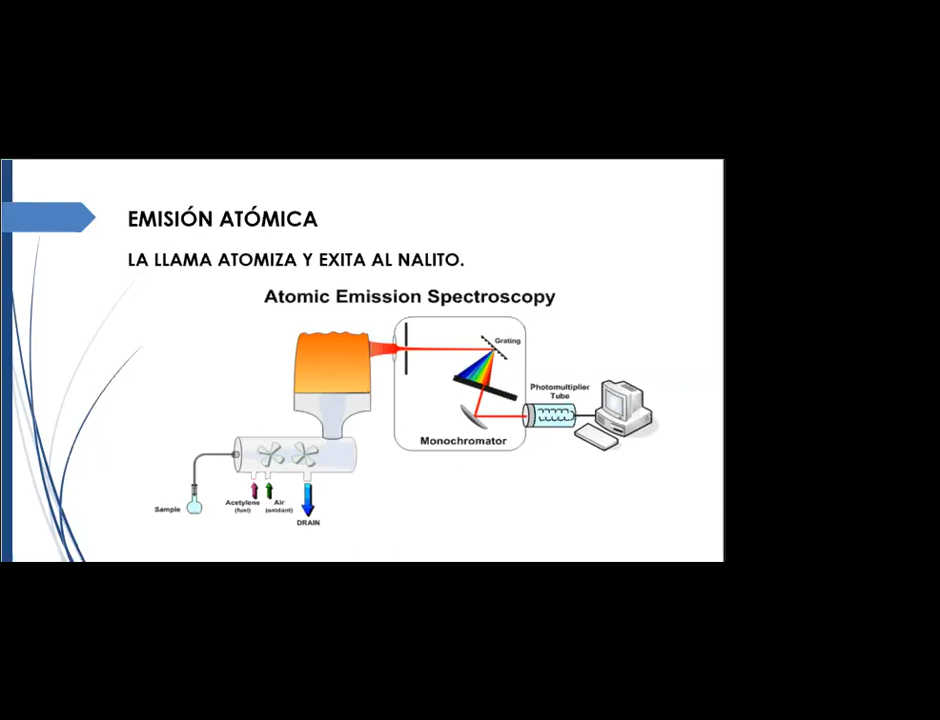 EMISIÓN ATÓMICA
LA LLAMA ATOMIZA Y EXITA AL NALITO.
Atomic Emission Spectroscopy
Grating
Photomultiplier
Tube
Monochromator
Sample
Acetylene
(fuel)
Air
(oxidant)
DRAIN